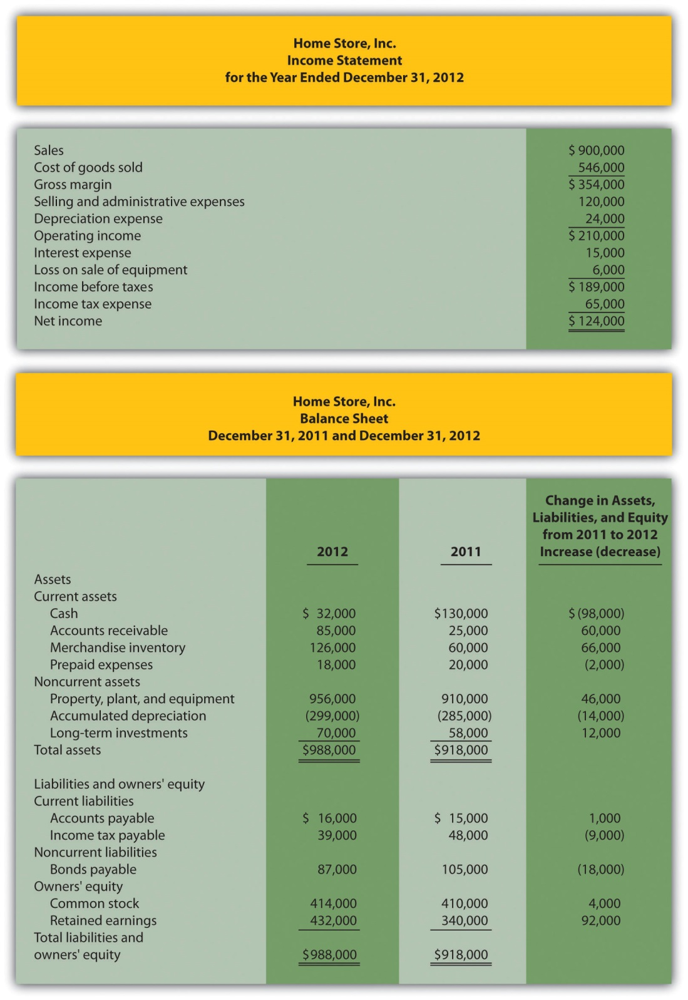 Home Store, Inc.
Income Statement
for the Year Ended December 31, 2012
Sales $ 900,000
Cost of goods sold 546,000
Gross margin $ 354,000
Selling and administrative expenses 120,000
Depreciation expense 24,000
Operating income $ 210,000
Interest expense 15,000
Loss on sale of equipment 6,000
Income before taxes $ 189,000
Income tax expense 65,000
Net income $ 124,000
Home Store, Inc.
Balance Sheet
December 31, 2011 and December 31, 2012
Change in Assets,
Liabilities, and Equity
from 2011 to 2012
2012 2011 Increase (decrease)
Assets
Current assets
Cash $ 32,000 $130,000 $ (98,000)
Accounts receivable 85,000 25,000 60,000
Merchandise inventory 126,000 60,000 66,000
Prepaid expenses 18,000 20,000 (2,000)
Noncurrent assets
Property, plant, and equipment 956,000 910,000 46,000
Accumulated depreciation (299,000) (285,000) (14,000)
Long-term investments 70,000 58,000 12,000
Total assets $988,000 $918,000
Liabilities and owners' equity
Current liabilities
Accounts payable $ 16,000 $ 15,000 1,000
Income tax payable 39,000 48,000 (9,000)
Noncurrent liabilities
Bonds payable 87,000 105,000 (18,000)
Owners' equity
Common stock 414,000 410,000 4,000
Retained earnings 432,000 340,000 92,000
Total liabilities and
owners' equity $988,000 $918,000